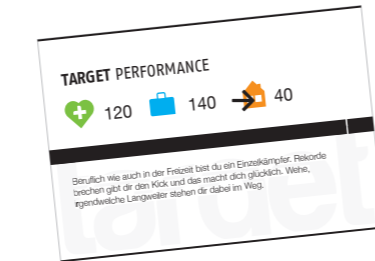 TARGET PERFORMANCE
120 140 40
Beruflich wie auch in der Freizeit bist du ein Einzelkämpfer. Rekorde
brechen gibt dir den Kick und das macht dich glücklich. Wehe,
irgendwelche Langweiler stehen dir dabei im Weg.
target